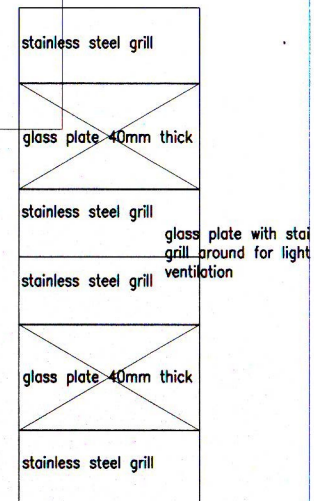 stainless steel grill
glass plate 40mm thick
stainless steel grill
glass plate with stai
grill around for light
ventilation
stainless steel grill
glass plate 40mm thick
stainless steel grill